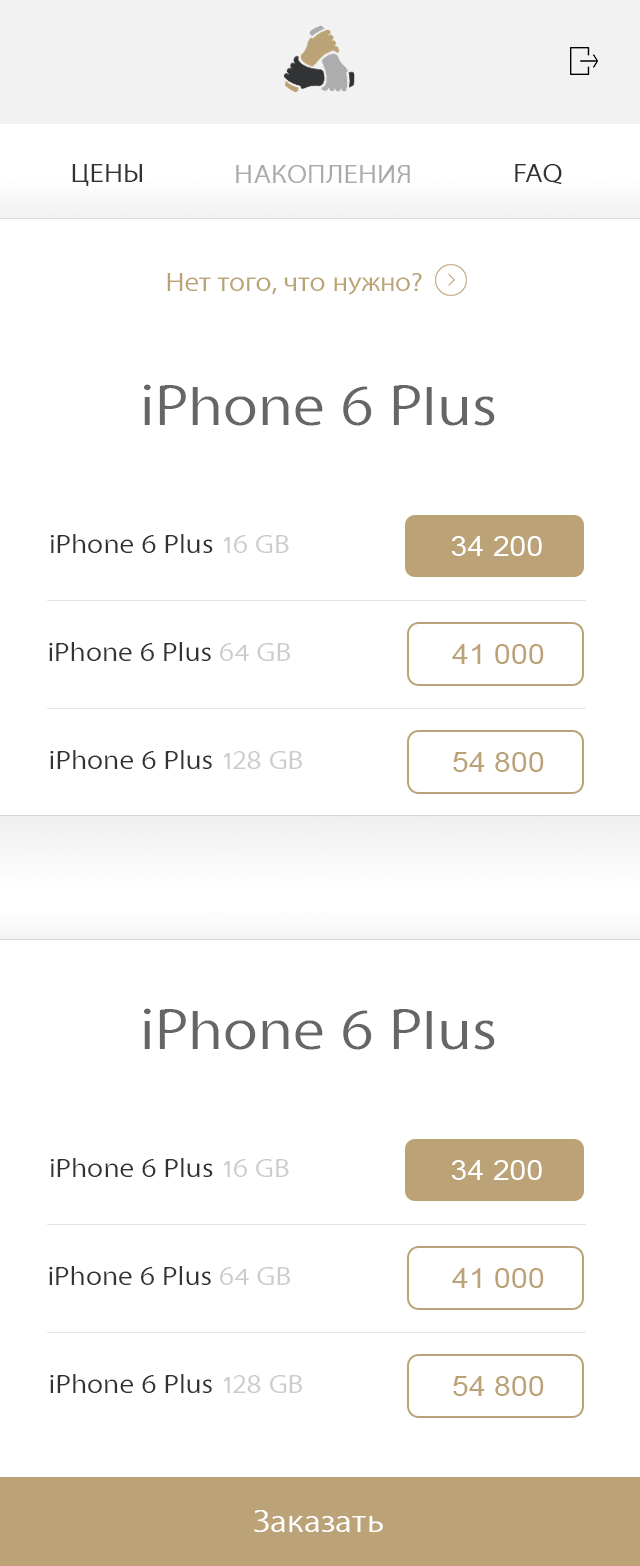 ЦЕНЫ НАКОПЛЕНИЯ FAQ
Нет того, что нужно?
iPhone 6 Plus
iPhone 6 Plus 16 GB 34 200
iPhone 6 Plus 64 GB 41 000
iPhone 6 Plus 128 GB 54 800
iPhone 6 Plus
iPhone 6 Plus 16 GB 34 200
iPhone 6 Plus 64 GB 41 000
iPhone 6 Plus 128 GB 54 800
Заказать